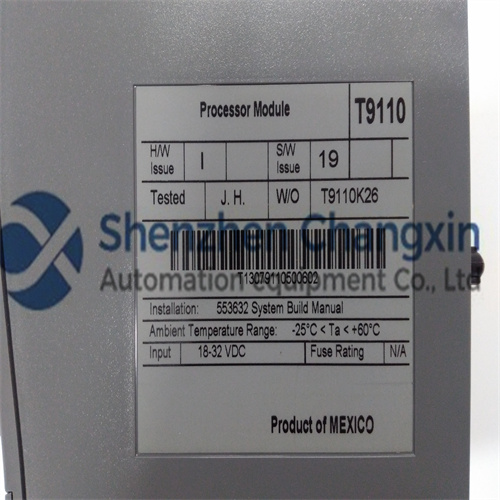 Processor Module T9110
H/W Issue I S/W Issue 19
Tested J. H. W/O T9110K26
Shenzhen Changxin
Automation equipment Co., Ltd
T13079110500602
Installation: 553632 System Build Manual
Ambient Temperature Range: -25°C < Ta < +60°C
Input 18-32 VDC Fuse Rating N/A
Product of MEXICO